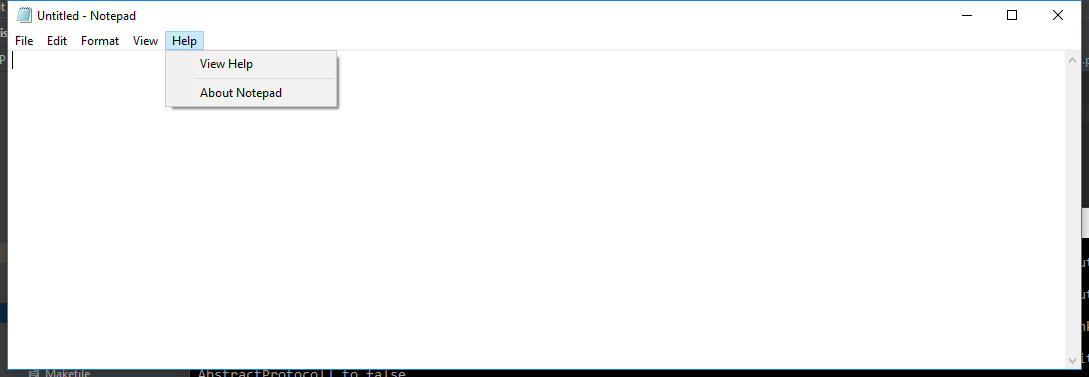 Untitled - Notepad
File Edit Format View Help
View Help
About Notepad
Makefile
AbstractProtocol] to false